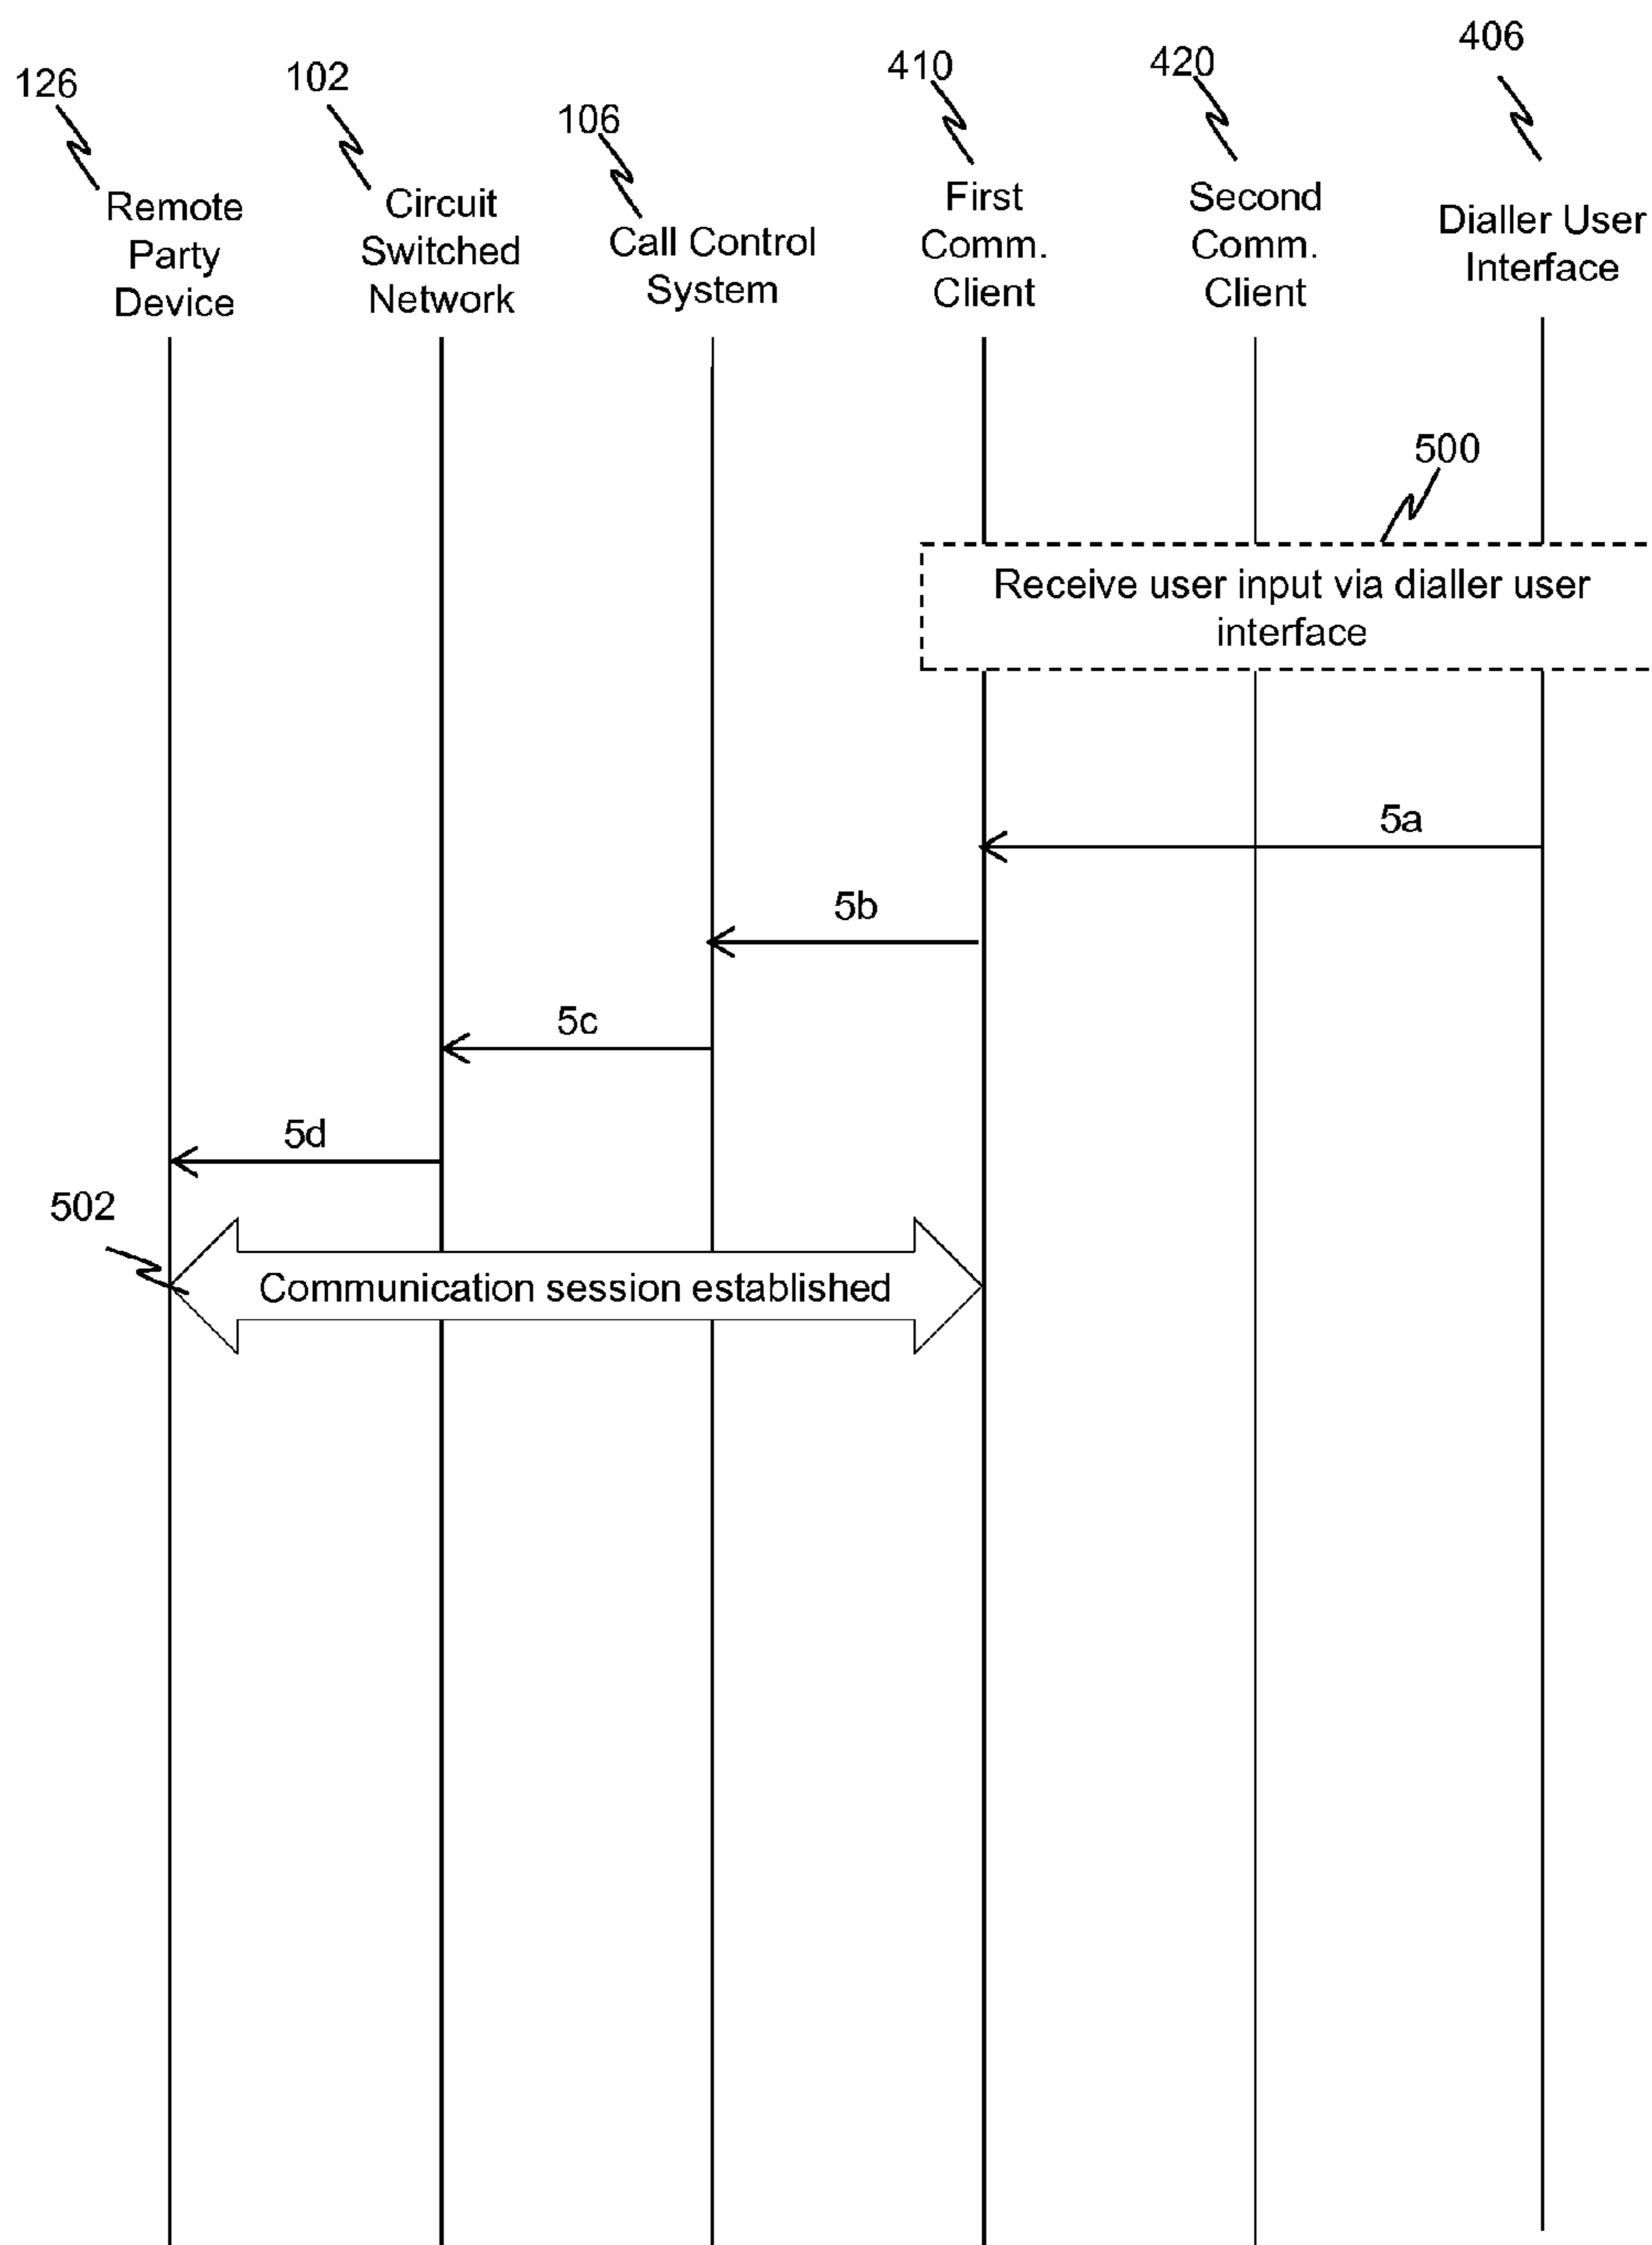 126
102
106
410
420
406
Remote
Party
Device
Circuit
Switched
Network
Call Control
System
First
Comm.
Client
Second
Comm.
Client
Dialler User
Interface
500
Receive user input via dialler user
interface
5a
5b
5c
5d
502
Communication session established